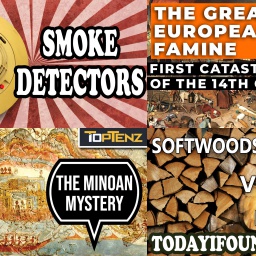 SMOKE
DETECTORS
THE GREA
EUROPEA
FAMINE
FIRST CATAST
OF THE 14TH
TOPTENZ
THE MINOAN
MYSTERY
SOFTWOODS
V
TODAYIFOUN